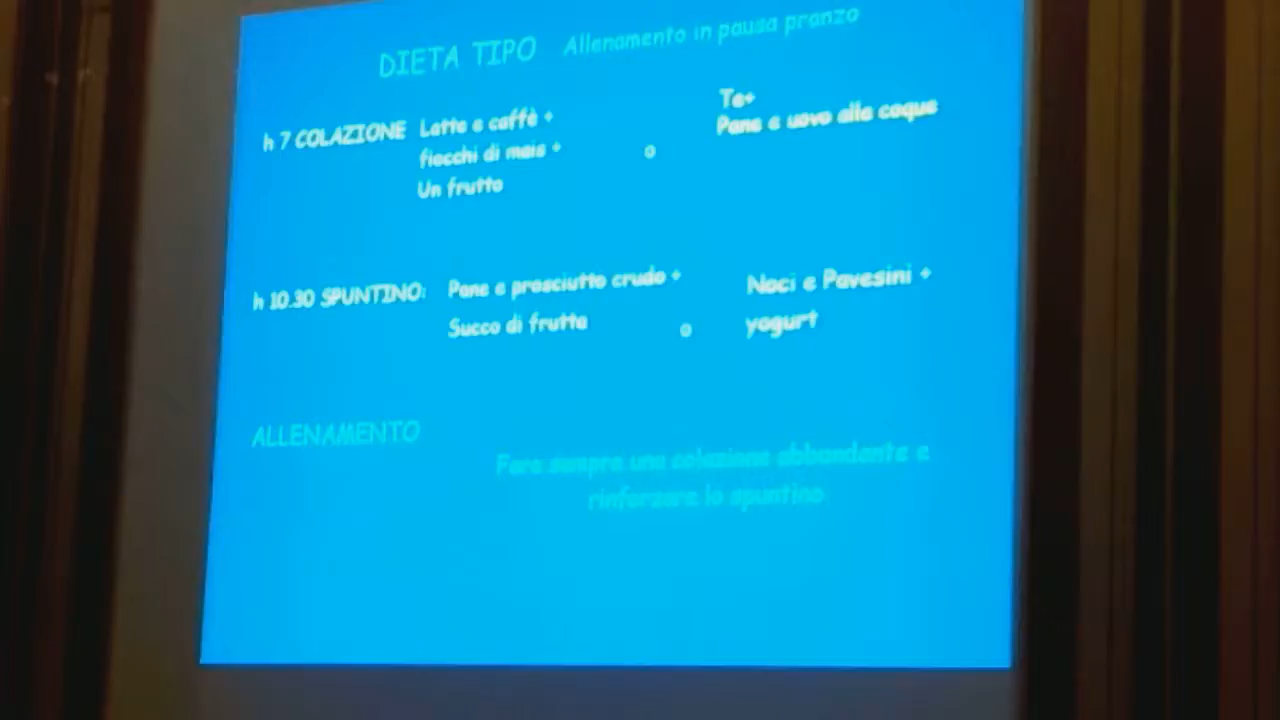 DIETA TIPO Allenamento in pausa pranzo
h 7 COLAZIONE Latte e caffè +
fiocchi di mais +
Un frutto
o
Te+
Pane e uovo alla coque
h 10.30 SPUNTINO: Pane e prosciutto crudo +
Succo di frutta
o
Noci e Pavesini +
yogurt
ALLENAMENTO
Fare sempre una colazione abbondante e
rinforzare lo spuntino